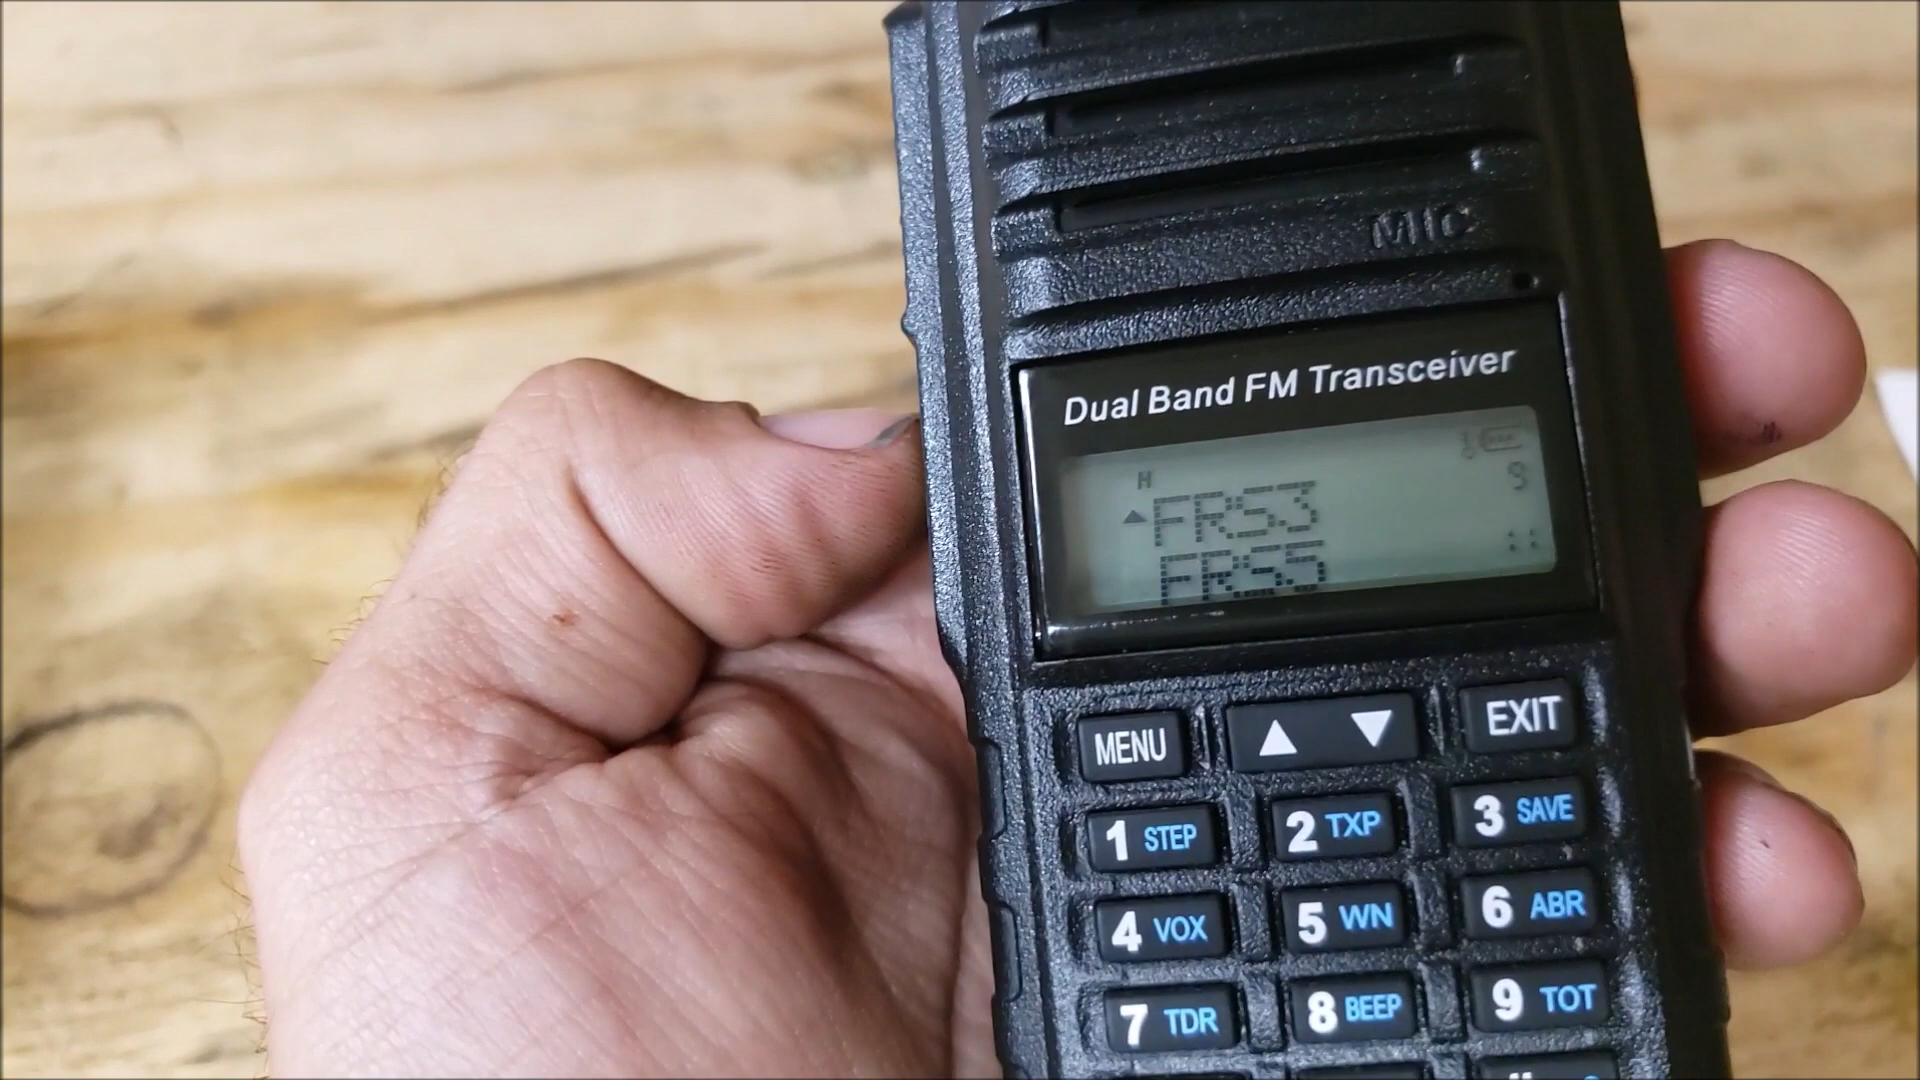 MIC
Dual Band FM Transceiver
H
FRS3 9
FRS5 11
MENU EXIT
1 STEP 2 TXP 3 SAVE
4 VOX 5 WN 6 ABR
7 TDR 8 BEEP 9 TOT